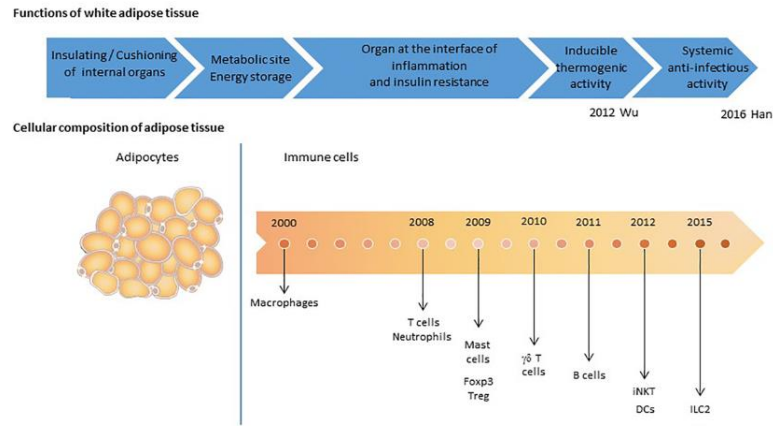 Functions of white adipose tissue
Insulating / Cushioning
of internal organs
Metabolic site
Energy storage
Organ at the interface of
inflammation
and insulin resistance
Inducible
thermogenic
activity
Systemic
anti-infectious
activity
2012 Wu
2016 Han
Cellular composition of adipose tissue
Adipocytes
Immune cells
2000
2008
2009
2010
2011
2012
2015
Macrophages
T cells
Neutrophils
Mast
cells
Foxp3
Treg
γδ T
cells
B cells
iNKT
DCs
ILC2